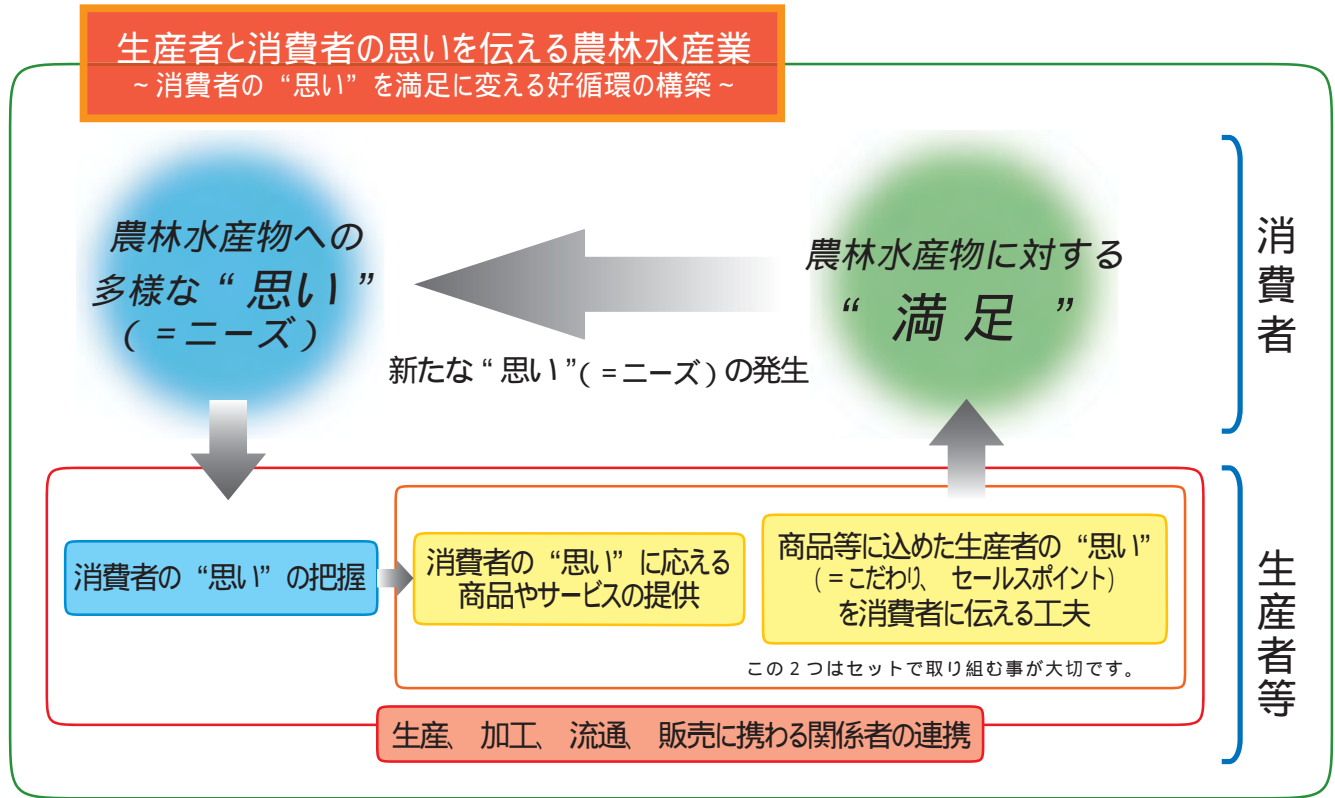 生産者と消費者の思いを伝える農林水産業
~消費者の“思い”を満足に変える好循環の構築~
農林水産物への
多様な“思い”
(=ニーズ)
新たな“思い”(=ニーズ)の発生
農林水産物に対する
“満足”
消費者
消費者の“思い”の把握
消費者の“思い”に応える
商品やサービスの提供
商品等に込めた生産者の“思い”
(=こだわり、セールスポイント)
を消費者に伝える工夫
この2つはセットで取り組む事が大切です。
生産、加工、流通、販売に携わる関係者の連携
生産者等